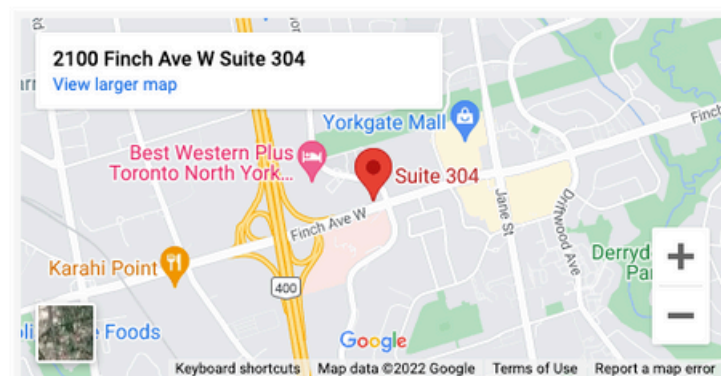 2100 Finch Ave W Suite 304
View larger map
Yorkgate Mall
Finch
Best Western Plus
Toronto North York...
Suite 304
Finch Ave W
Jane St
Driftwood Ave
Karahi Point
400
Derryd
Pa
Foods
Google
+
−
Keyboard shortcuts
Map data ©2022 Google
Terms of Use
Report a map error